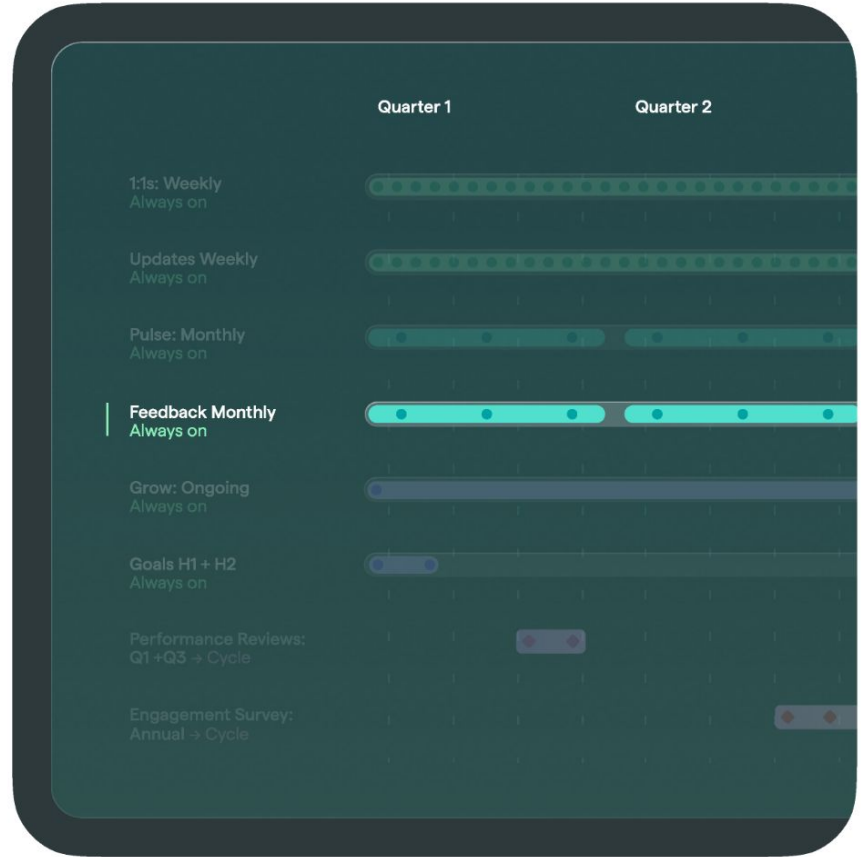 Quarter 1
Quarter 2
1:1s: Weekly
Always on
Updates Weekly
Always on
Pulse: Monthly
Always on
Feedback Monthly
Always on
Grow: Ongoing
Always on
Goals H1 + H2
Always on
Performance Reviews:
Q1 +Q3 → Cycle
Engagement Survey:
Annual → Cycle